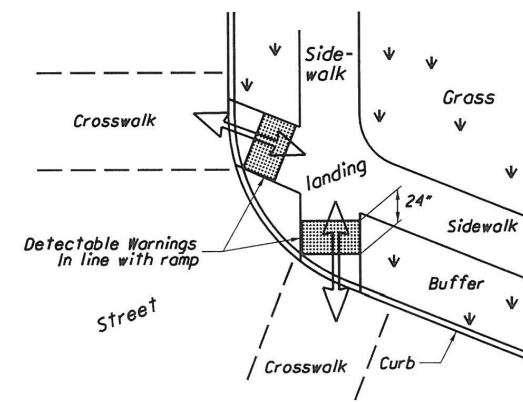 Side-
walk
Grass
Crosswalk
landing
24"
Sidewalk
Detectable Warnings
In line with ramp
Buffer
Street
Crosswalk
Curb